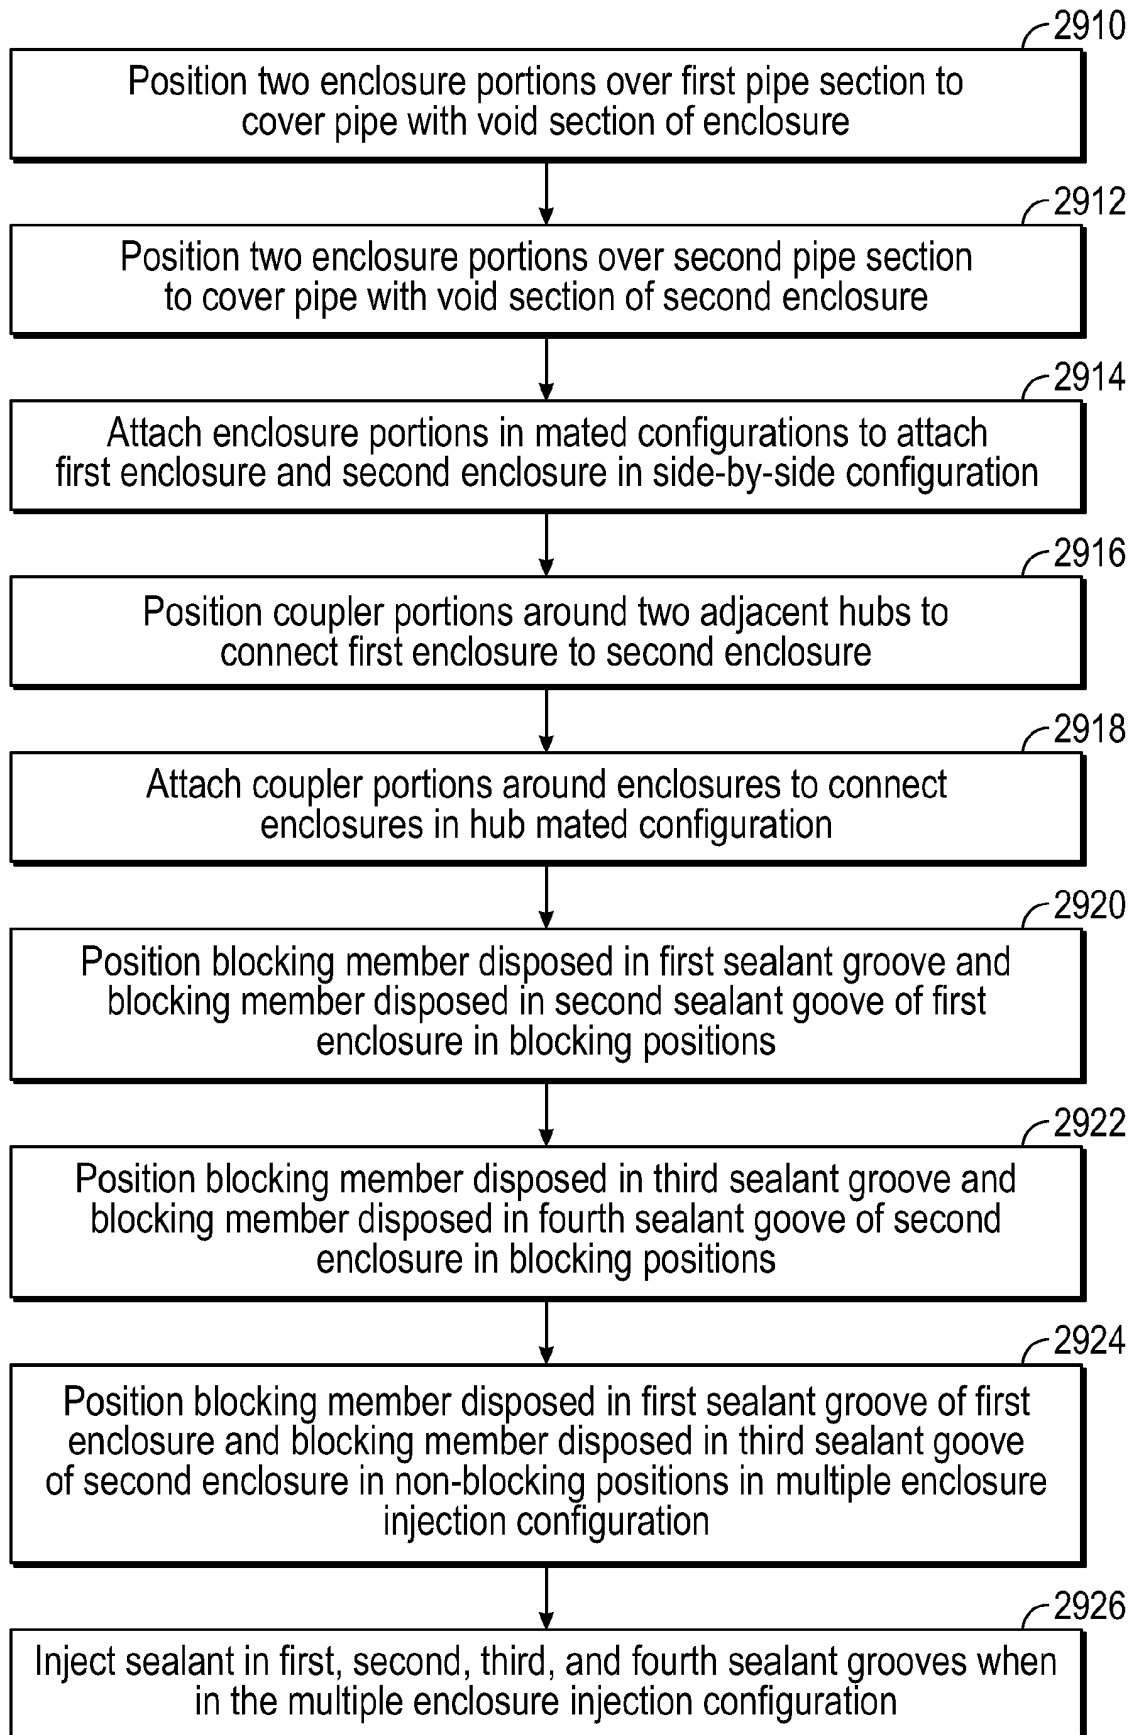 2910
Position two enclosure portions over first pipe section to
cover pipe with void section of enclosure
2912
Position two enclosure portions over second pipe section
to cover pipe with void section of second enclosure
2914
Attach enclosure portions in mated configurations to attach
first enclosure and second enclosure in side-by-side configuration
2916
Position coupler portions around two adjacent hubs to
connect first enclosure to second enclosure
2918
Attach coupler portions around enclosures to connect
enclosures in hub mated configuration
2920
Position blocking member disposed in first sealant groove and
blocking member disposed in second sealant goove of first
enclosure in blocking positions
2922
Position blocking member disposed in third sealant groove and
blocking member disposed in fourth sealant goove of second
enclosure in blocking positions
2924
Position blocking member disposed in first sealant groove of first
enclosure and blocking member disposed in third sealant goove
of second enclosure in non-blocking positions in multiple enclosure
injection configuration
2926
Inject sealant in first, second, third, and fourth sealant grooves when
in the multiple enclosure injection configuration